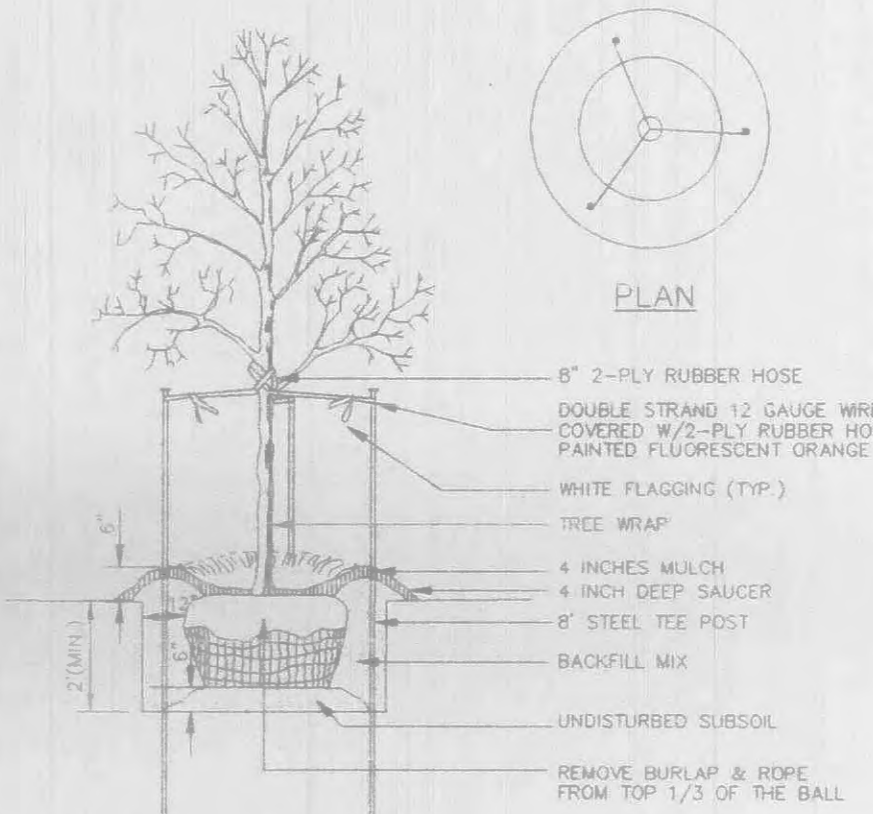 PLAN
8" 2-PLY RUBBER HOSE
DOUBLE STRAND 12 GAUGE
COVERED W/2-PLY RUBBER
PAINTED FLUORESCENT ORANGE
WHITE FLAGGING (TYP.)
TREE WRAP
6"
4 INCHES MULCH
4 INCH DEEP SAUCER
12"
8' STEEL TEE POST
2'(MIN.)
6"
BACKFILL MIX
UNDISTURBED SUBSOIL
REMOVE BURLAP & ROPE
FROM TOP 1/3 OF THE BALL